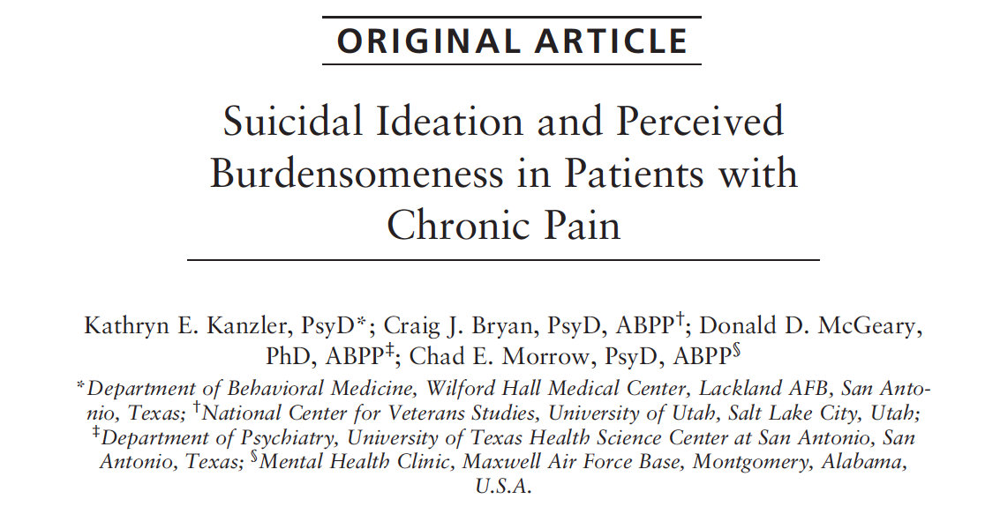 ORIGINAL ARTICLE
Suicidal Ideation and Perceived
Burdensomeness in Patients with
Chronic Pain
Kathryn E. Kanzler, PsyD*; Craig J. Bryan, PsyD, ABPP†; Donald D. McGeary,
PhD, ABPP‡; Chad E. Morrow, PsyD, ABPP§
*Department of Behavioral Medicine, Wilford Hall Medical Center, Lackland AFB, San Anto-
nio, Texas; †National Center for Veterans Studies, University of Utah, Salt Lake City, Utah;
‡Department of Psychiatry, University of Texas Health Science Center at San Antonio, San
Antonio, Texas; §Mental Health Clinic, Maxwell Air Force Base, Montgomery, Alabama,
U.S.A.